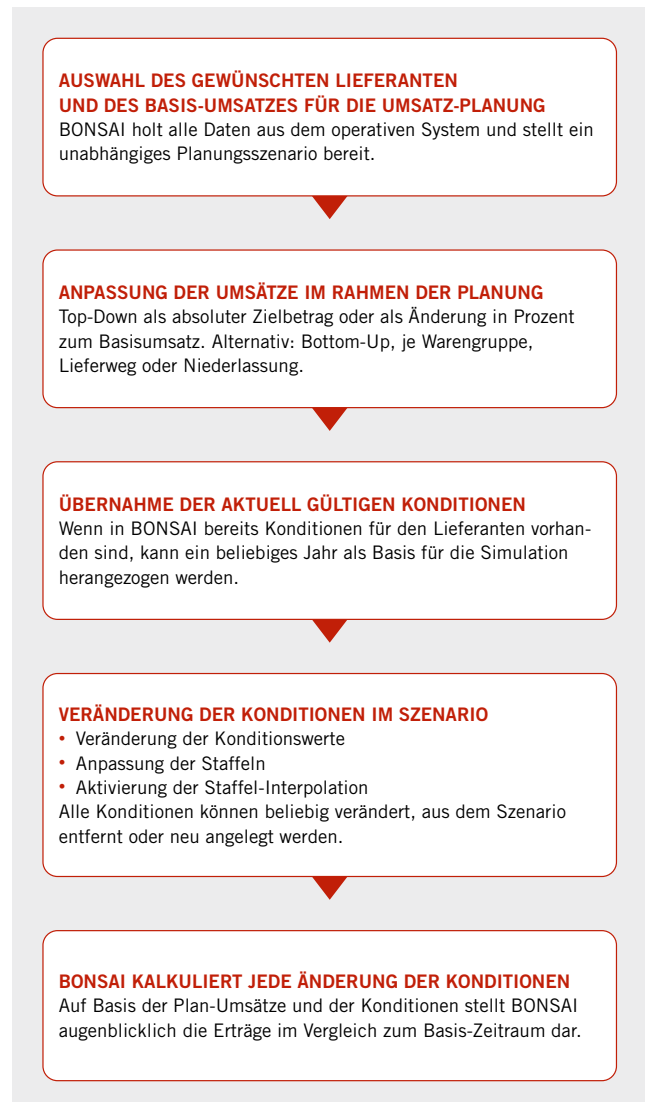 AUSWAHL DES GEWÜNSCHTEN LIEFERANTEN
UND DES BASIS-UMSATZES FÜR DIE UMSATZ-PLANUNG
BONSAI holt alle Daten aus dem operativen System und stellt ein
unabhängiges Planungsszenario bereit.
ANPASSUNG DER UMSÄTZE IM RAHMEN DER PLANUNG
Top-Down als absoluter Zielbetrag oder als Änderung in Prozent
zum Basisumsatz. Alternativ: Bottom-Up, je Warengruppe,
Lieferweg oder Niederlassung.
ÜBERNAHME DER AKTUELL GÜLTIGEN KONDITIONEN
Wenn in BONSAI bereits Konditionen für den Lieferanten vorhan-
den sind, kann ein beliebiges Jahr als Basis für die Simulation
herangezogen werden.
VERÄNDERUNG DER KONDITIONEN IM SZENARIO
• Veränderung der Konditionswerte
• Anpassung der Staffeln
• Aktivierung der Staffel-Interpolation
Alle Konditionen können beliebig verändert, aus dem Szenario
entfernt oder neu angelegt werden.
BONSAI KALKULIERT JEDE ÄNDERUNG DER KONDITIONEN
Auf Basis der Plan-Umsätze und der Konditionen stellt BONSAI
augenblicklich die Erträge im Vergleich zum Basis-Zeitraum dar.